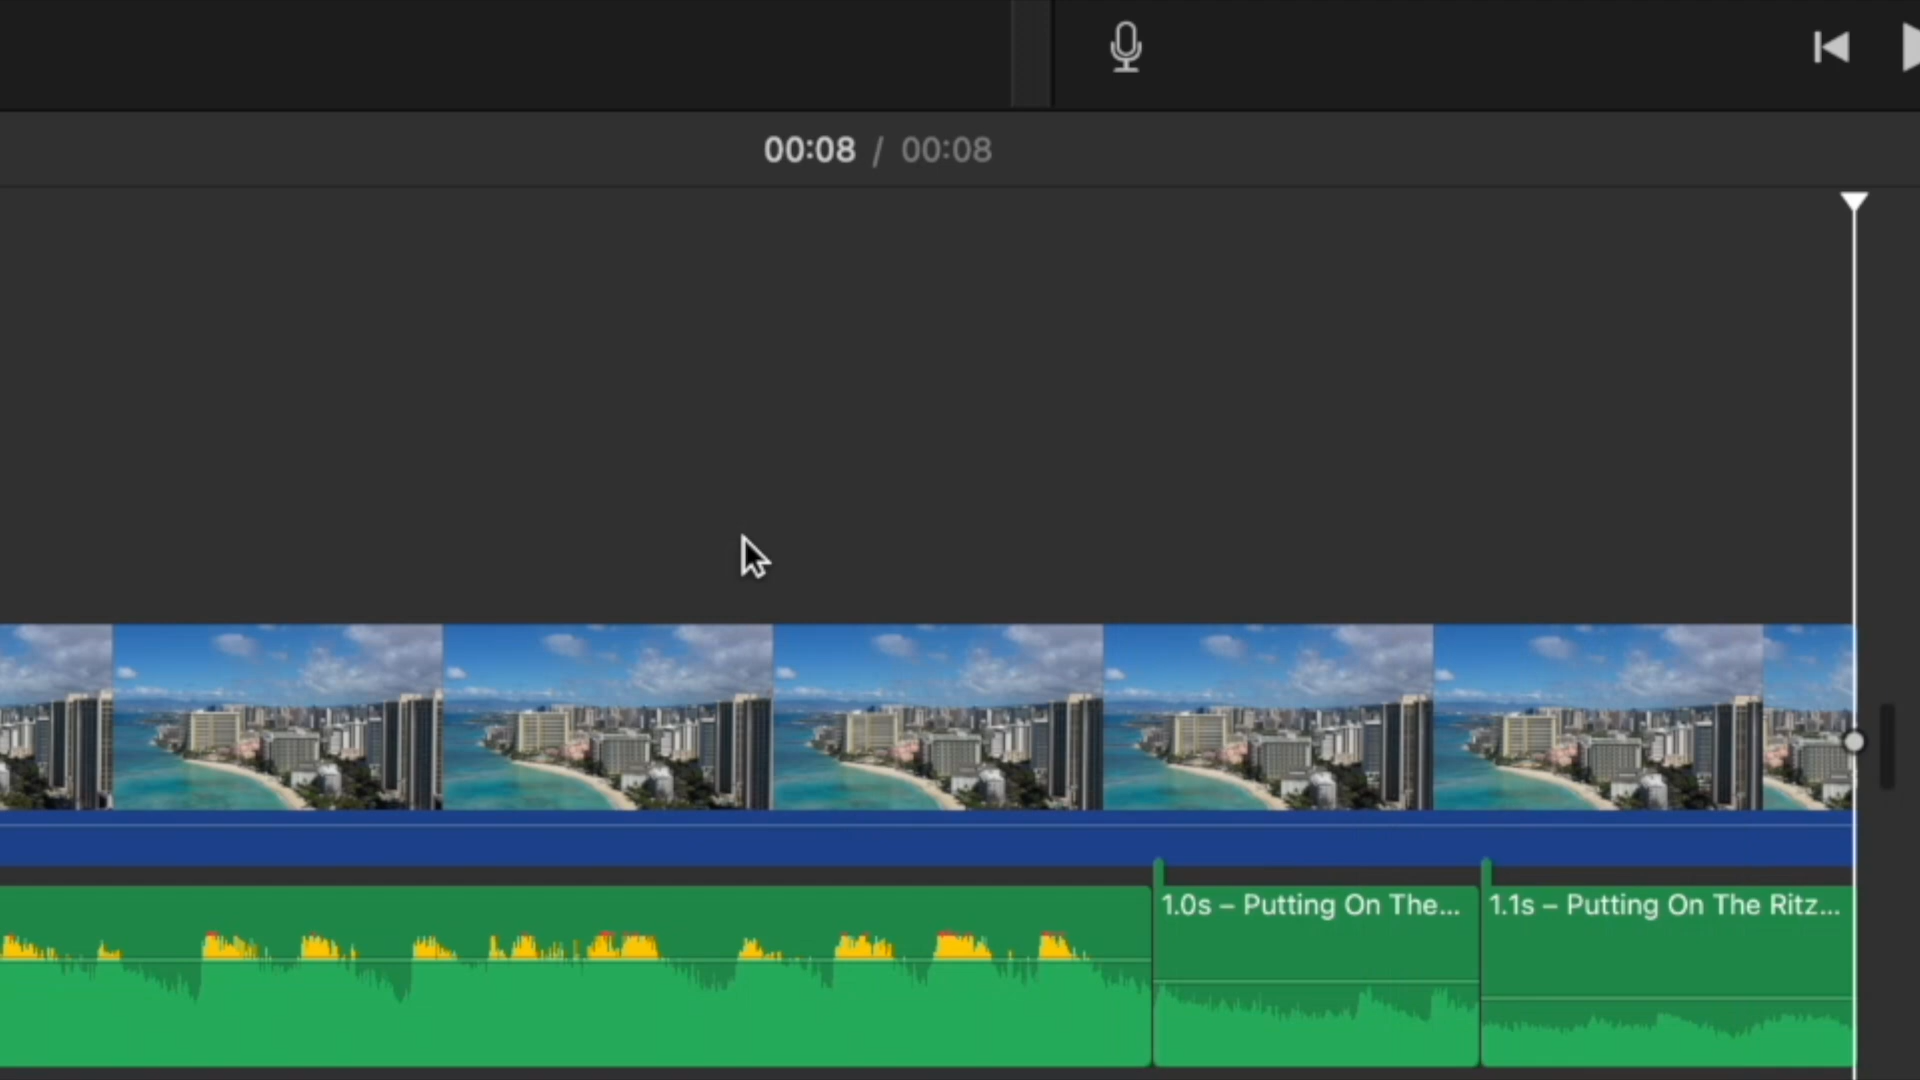 00:08 / 00:08
1.0s – Putting On The...
1.1s – Putting On The Ritz...